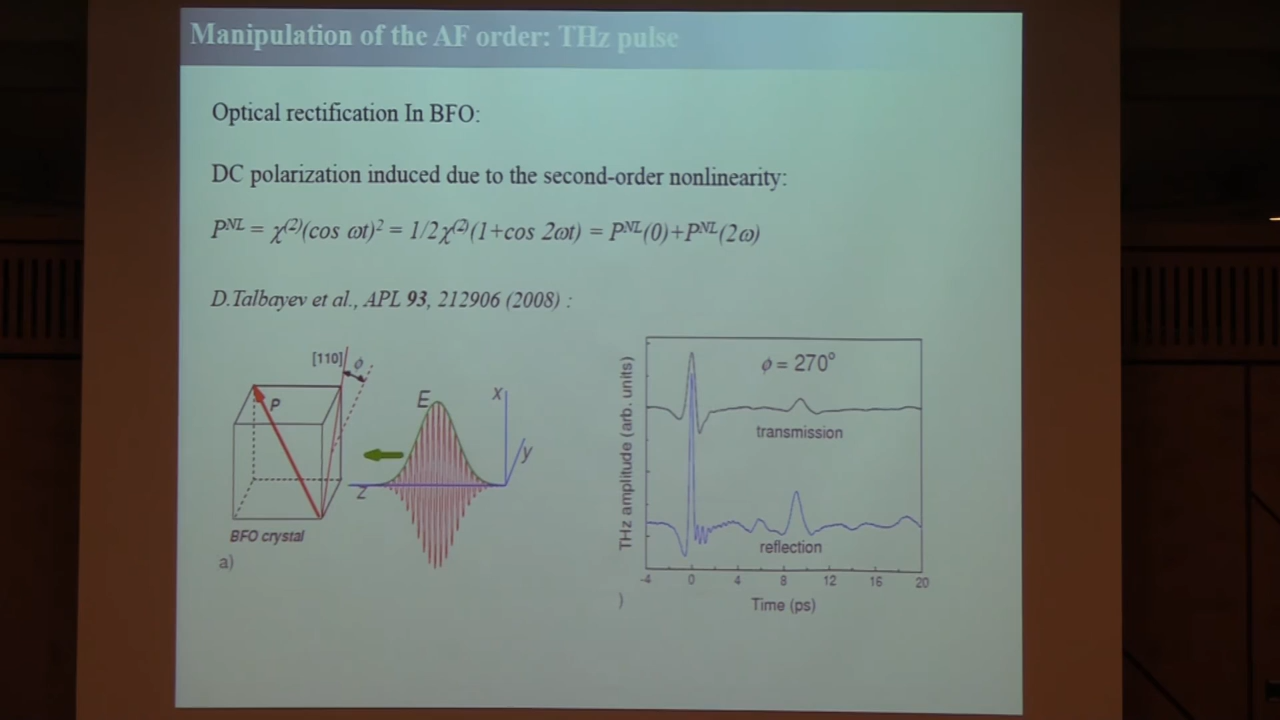 Manipulation of the AF order: THz pulse
Optical rectification In BFO:
DC polarization induced due to the second-order nonlinearity:
Pᴺᴸ = χ⁽²⁾(cos ωt)² = 1/2χ⁽²⁾(1+cos 2ωt) = Pᴺᴸ(0)+Pᴺᴸ(2ω)
D.Talbayev et al., APL 93, 212906 (2008) :
[110]
ϕ
P
E
X
y
Z
BFO crystal
a)
ϕ = 270°
transmission
reflection
THz amplitude (arb. units)
-4 0 4 8 12 16 20
Time (ps)
)